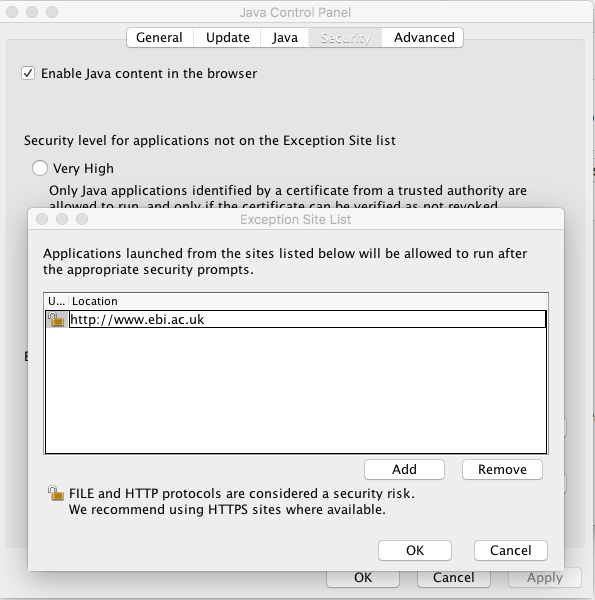 Java Control Panel
General Update Java Security Advanced
Enable Java content in the browser
Security level for applications not on the Exception Site list
Very High
Only Java applications identified by a certificate from a trusted authority are
allowed to run, and only if the certificate can be verified as not revoked.
Exception Site List
Applications launched from the sites listed below will be allowed to run after
the appropriate security prompts.
U... Location
http://www.ebi.ac.uk
Add Remove
FILE and HTTP protocols are considered a security risk.
We recommend using HTTPS sites where available.
OK Cancel
OK Cancel Apply